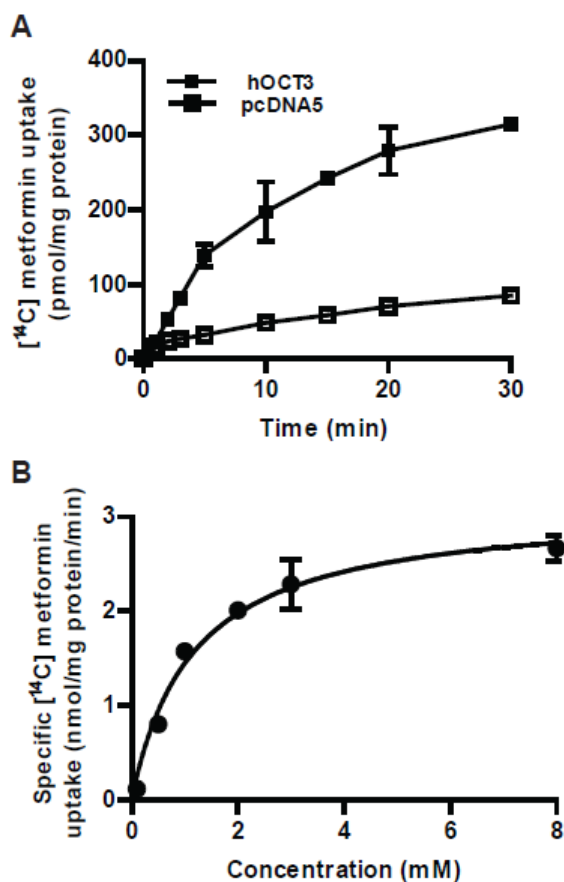 A
[¹⁴C] metformin uptake
(pmol/mg protein)
400
300
200
100
0
hOCT3
pcDNA5
0
10
20
30
Time (min)
B
Specific [¹⁴C] metformin
uptake (nmol/mg protein/min)
3
2
1
0
0
2
4
6
8
Concentration (mM)